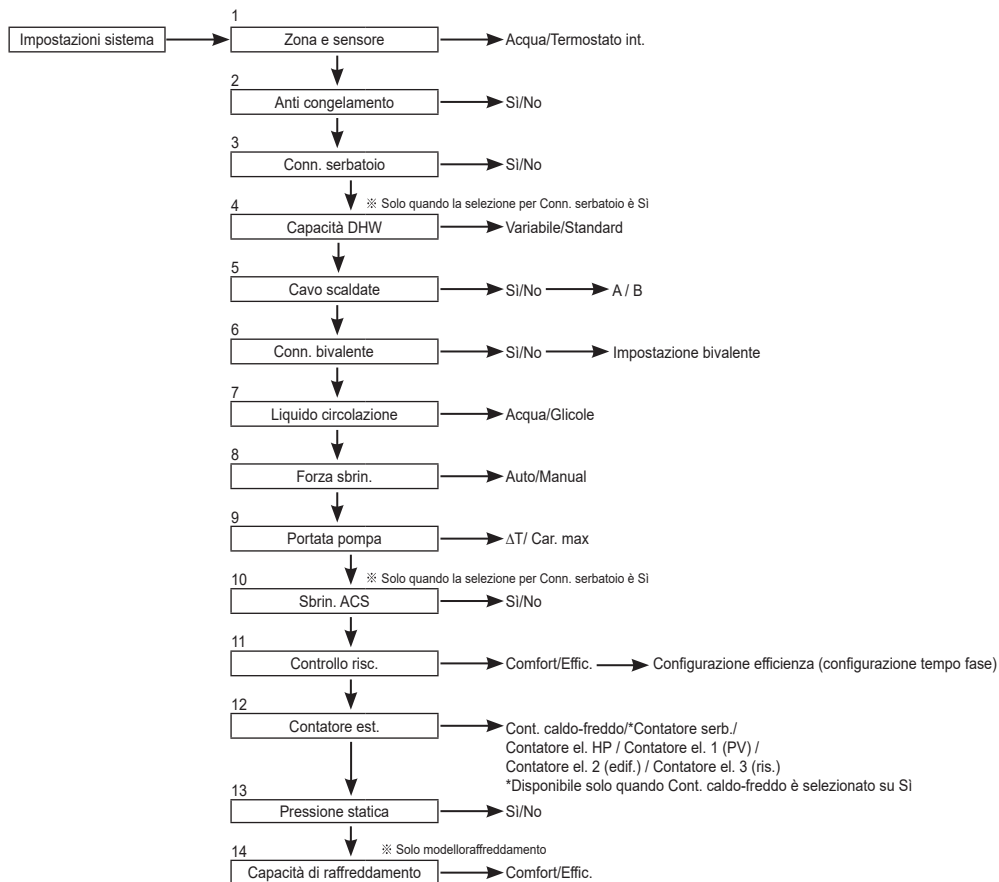 1
Impostazioni sistema
Zona e sensore
Acqua/Termostato int.
2
Anti congelamento
Sì/No
3
Conn. serbatoio
Sì/No
※ Solo quando la selezione per Conn. serbatoio è Sì
4
Capacità DHW
Variabile/Standard
5
Cavo scaldate
Sì/No
A / B
6
Conn. bivalente
Sì/No
Impostazione bivalente
7
Liquido circolazione
Acqua/Glicole
8
Forza sbrin.
Auto/Manual
9
Portata pompa
ΔT/ Car. max
※ Solo quando la selezione per Conn. serbatoio è Sì
10
Sbrin. ACS
Sì/No
11
Controllo risc.
Comfort/Effic.
Configurazione efficienza (configurazione tempo fase)
12
Contatore est.
Cont. caldo-freddo/*Contatore serb./
Contatore el. HP / Contatore el. 1 (PV) /
Contatore el. 2 (edif.) / Contatore el. 3 (ris.)
*Disponibile solo quando Cont. caldo-freddo è selezionato su Sì
13
Pressione statica
Sì/No
※ Solo modelloraffreddamento
14
Capacità di raffreddamento
Comfort/Effic.